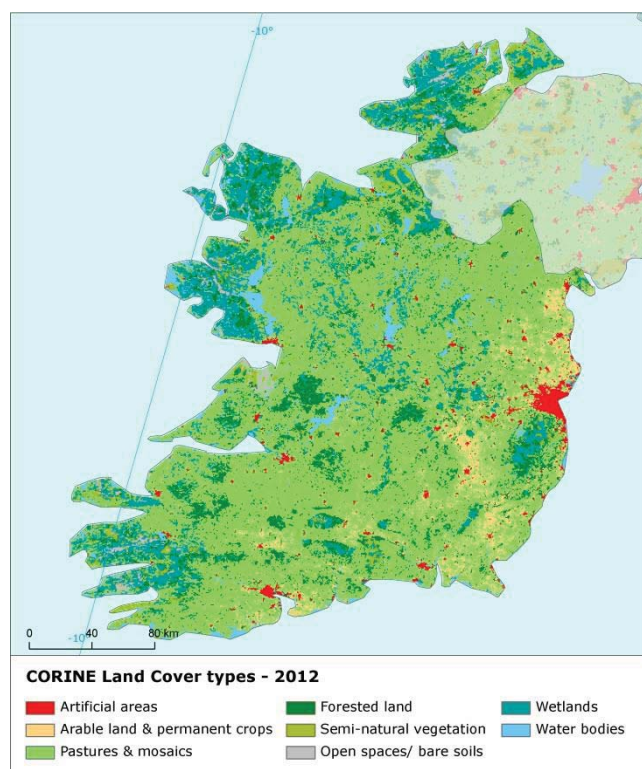 -10°
-10°
0 40 80 km
CORINE Land Cover types - 2012
Artificial areas
Arable land & permanent crops
Pastures & mosaics
Forested land
Semi-natural vegetation
Open spaces/ bare soils
Wetlands
Water bodies